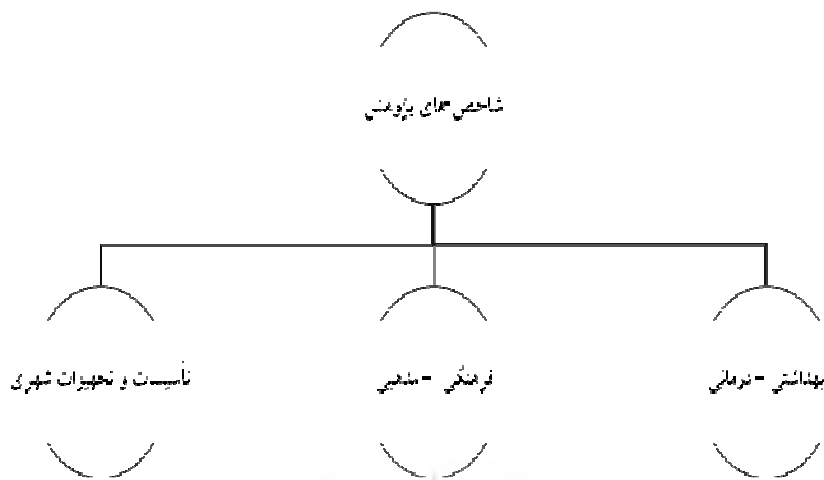 شاخص‌های پژوهش
بهداشتی - درمانی
فرهنگی - مذهبی
تأسیسات و تجهیزات شهری